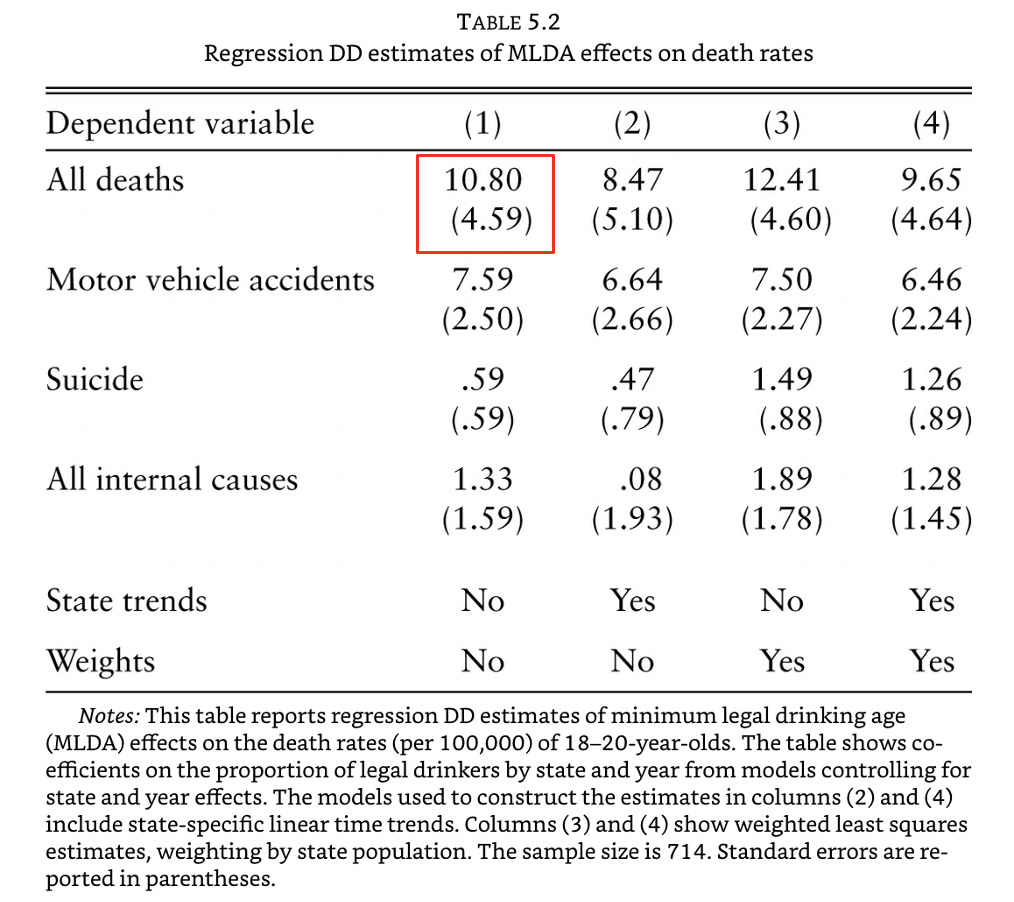 TABLE 5.2
Regression DD estimates of MLDA effects on death rates
Dependent variable (1) (2) (3) (4)
All deaths 10.80 8.47 12.41 9.65
(4.59) (5.10) (4.60) (4.64)
Motor vehicle accidents 7.59 6.64 7.50 6.46
(2.50) (2.66) (2.27) (2.24)
Suicide .59 .47 1.49 1.26
(.59) (.79) (.88) (.89)
All internal causes 1.33 .08 1.89 1.28
(1.59) (1.93) (1.78) (1.45)
State trends No Yes No Yes
Weights No No Yes Yes
Notes: This table reports regression DD estimates of minimum legal drinking age
(MLDA) effects on the death rates (per 100,000) of 18–20-year-olds. The table shows co-
efficients on the proportion of legal drinkers by state and year from models controlling for
state and year effects. The models used to construct the estimates in columns (2) and (4)
include state-specific linear time trends. Columns (3) and (4) show weighted least squares
estimates, weighting by state population. The sample size is 714. Standard errors are re-
ported in parentheses.